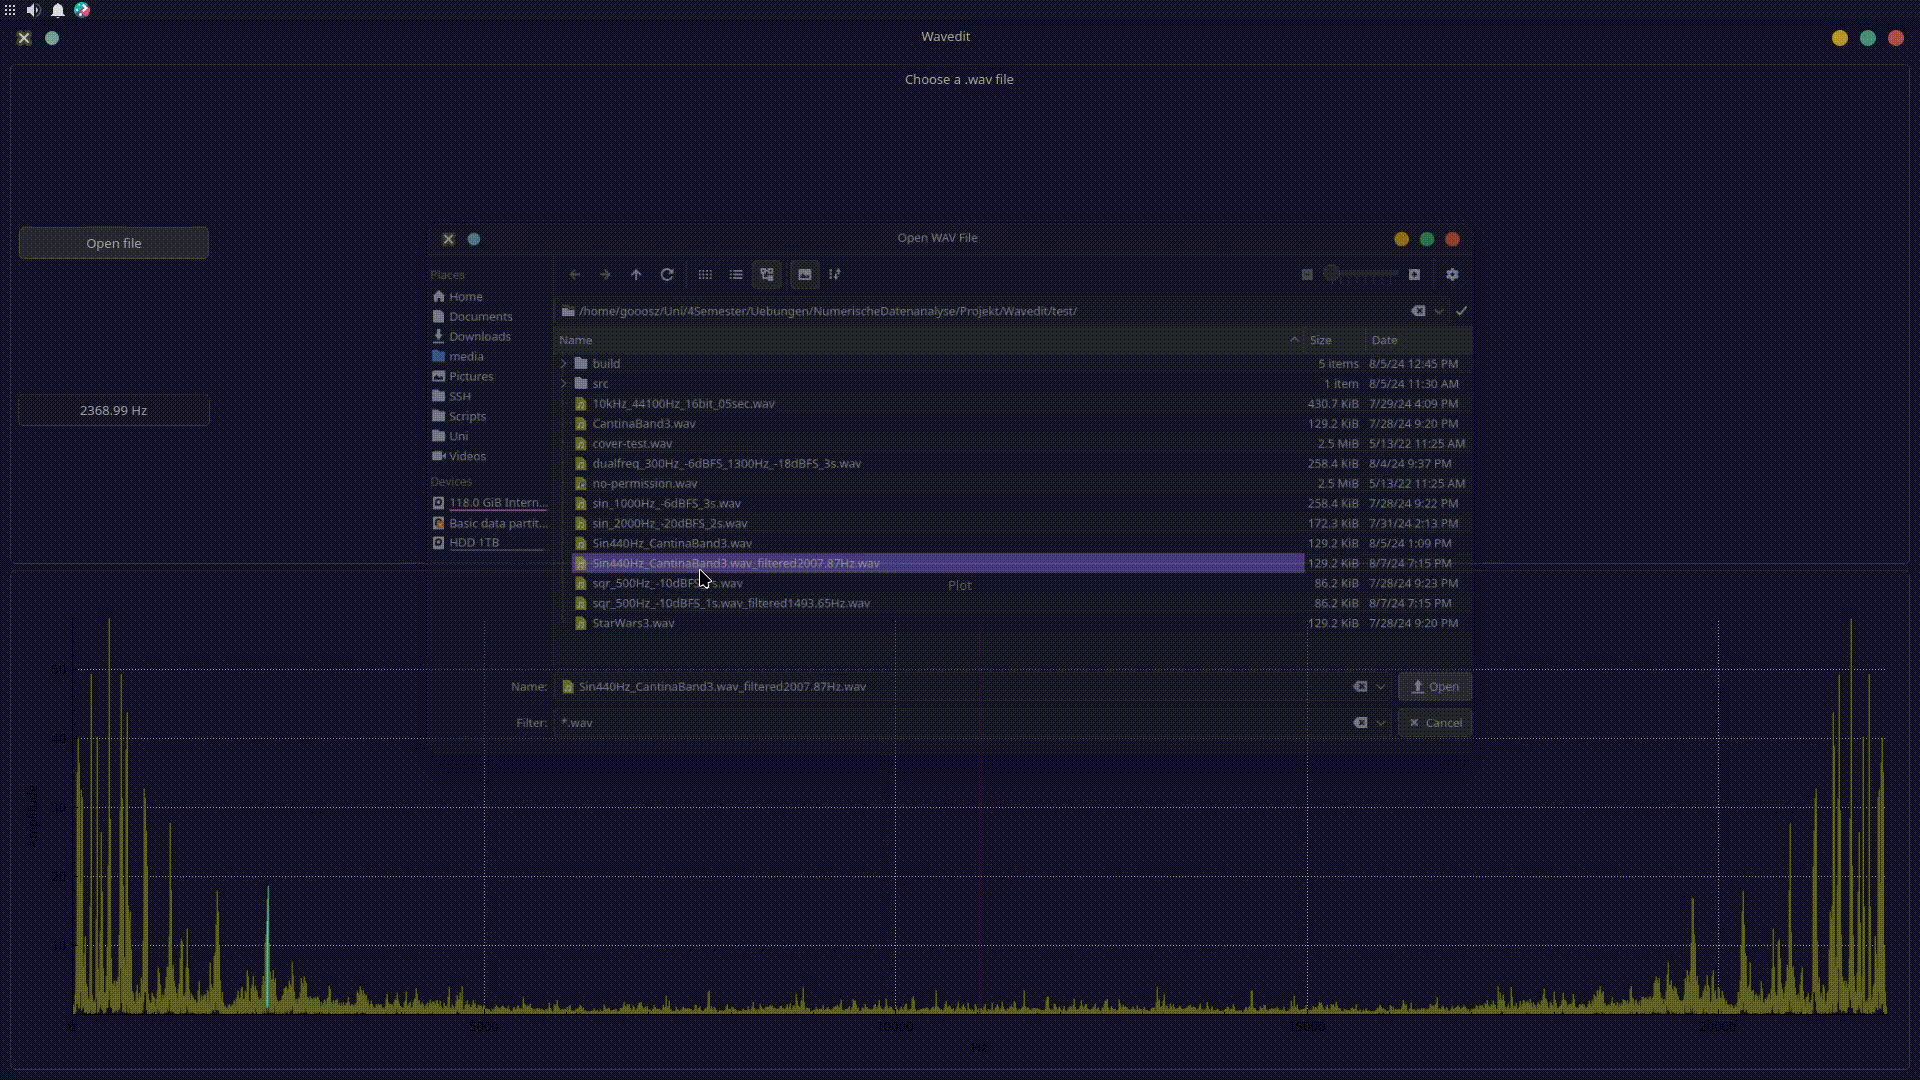 Wavedit
Choose a .wav file
Open file
2368.99 Hz
Open WAV File
Places
Home
Documents
Downloads
media
Pictures
SSH
Scripts
Uni
Videos
Devices
118.0 GiB Intern...
Basic data partit...
HDD 1TB
/home/gooosz/Uni/4Semester/Uebungen/NumerischeDatenanalyse/Projekt/Wavedit/test/
Name Size Date
build 5 items 8/5/24 12:45 PM
src 1 item 8/5/24 11:30 AM
10kHz_44100Hz_16bit_05sec.wav 430.7 KiB 7/29/24 4:09 PM
CantinaBand3.wav 129.2 KiB 7/28/24 9:20 PM
cover-test.wav 2.5 MiB 5/13/22 11:25 AM
dualfreq_300Hz_-6dBFS_1300Hz_-18dBFS_3s.wav 258.4 KiB 8/4/24 9:37 PM
no-permission.wav 2.5 MiB 5/13/22 11:25 AM
sin_1000Hz_-6dBFS_3s.wav 258.4 KiB 7/28/24 9:22 PM
sin_2000Hz_-20dBFS_2s.wav 172.3 KiB 7/31/24 2:13 PM
Sin440Hz_CantinaBand3.wav 129.2 KiB 8/5/24 1:09 PM
Sin440Hz_CantinaBand3.wav_filtered2007.87Hz.wav 129.2 KiB 8/7/24 7:15 PM
sqr_500Hz_-10dBFS_ s.wav 86.2 KiB 7/28/24 9:23 PM
sqr_500Hz_-10dBFS_1s.wav_filtered1493.65Hz.wav 86.2 KiB 8/7/24 7:15 PM
StarWars3.wav 129.2 KiB 7/28/24 9:20 PM
Name: Sin440Hz_CantinaBand3.wav_filtered2007.87Hz.wav Open
Filter: *.wav Cancel
Plot
50
40
30
20
10
Amplitude
0 5000 10000 15000 20000
Hz